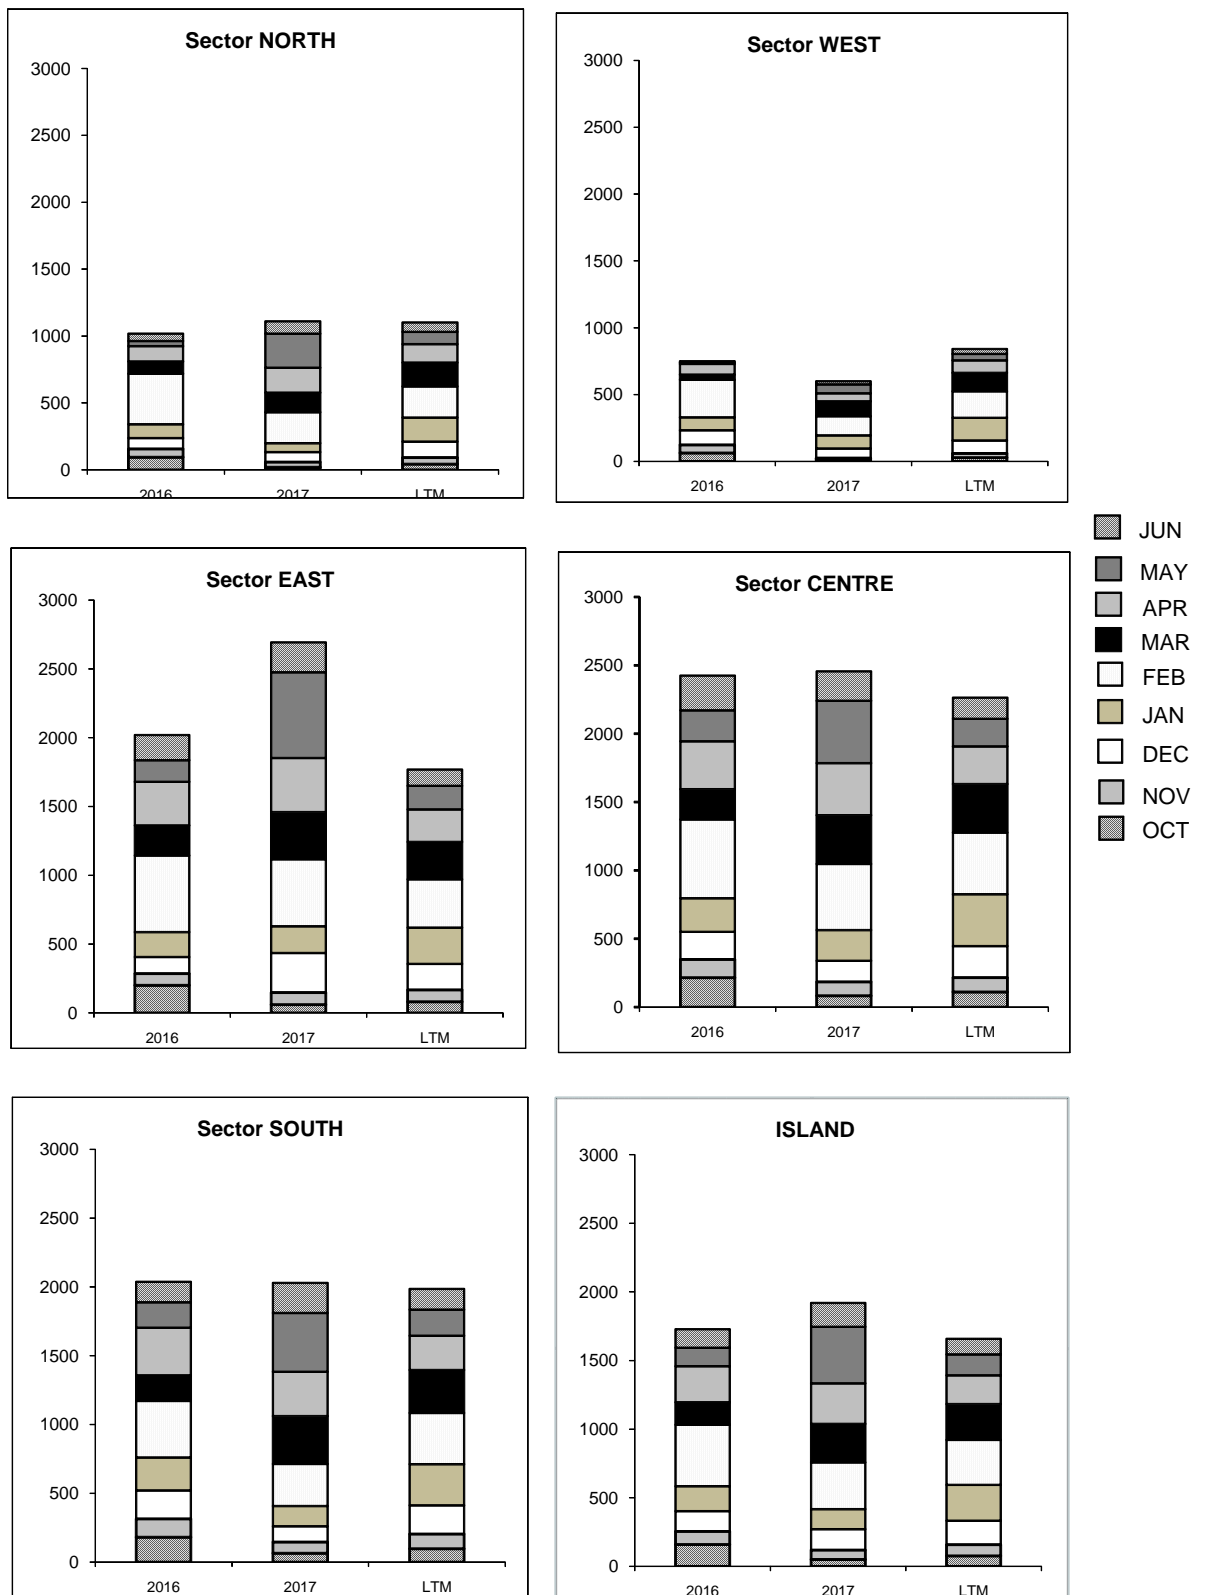 Sector NORTH
3000
2500
2000
1500
1000
500
0
2016 2017 LTM
Sector WEST
3000
2500
2000
1500
1000
500
0
2016 2017 LTM
JUN
MAY
APR
MAR
FEB
JAN
DEC
NOV
OCT
Sector EAST
3000
2500
2000
1500
1000
500
0
2016 2017 LTM
Sector CENTRE
3000
2500
2000
1500
1000
500
0
2016 2017 LTM
Sector SOUTH
3000
2500
2000
1500
1000
500
0
2016 2017 LTM
ISLAND
3000
2500
2000
1500
1000
500
0
2016 2017 LTM